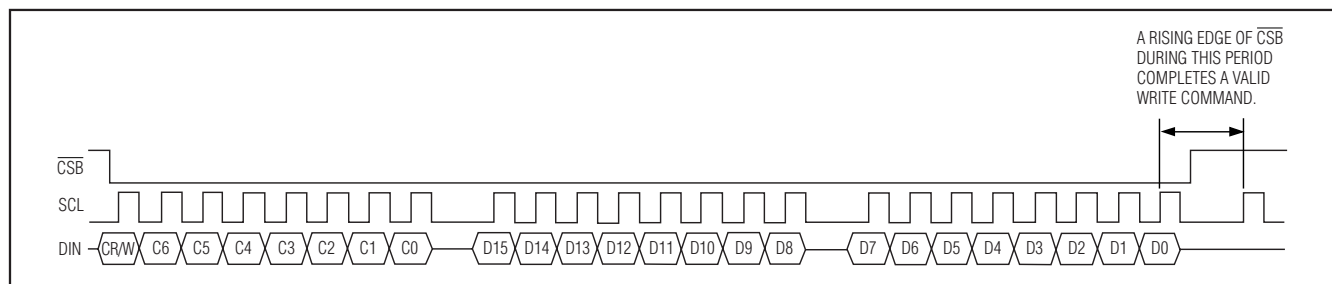 A RISING EDGE OF CSB
DURING THIS PERIOD
COMPLETES A VALID
WRITE COMMAND.
CSB
SCL
DIN CR/W C6 C5 C4 C3 C2 C1 C0 D15 D14 D13 D12 D11 D10 D9 D8 D7 D6 D5 D4 D3 D2 D1 D0